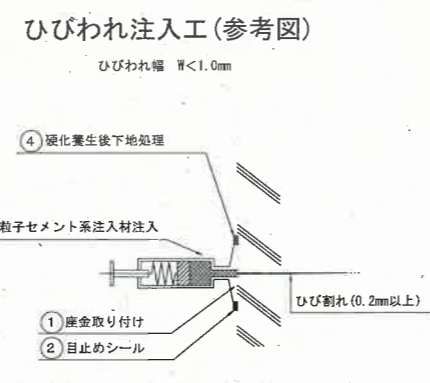 ひびわれ注入工(参考図)
ひびわれ幅 W<1.0mm
④硬化養生後下地処理
粒子セメント系注入材注入
ひび割れ(0.2mm以上)
①座金取り付け
②目止めシール